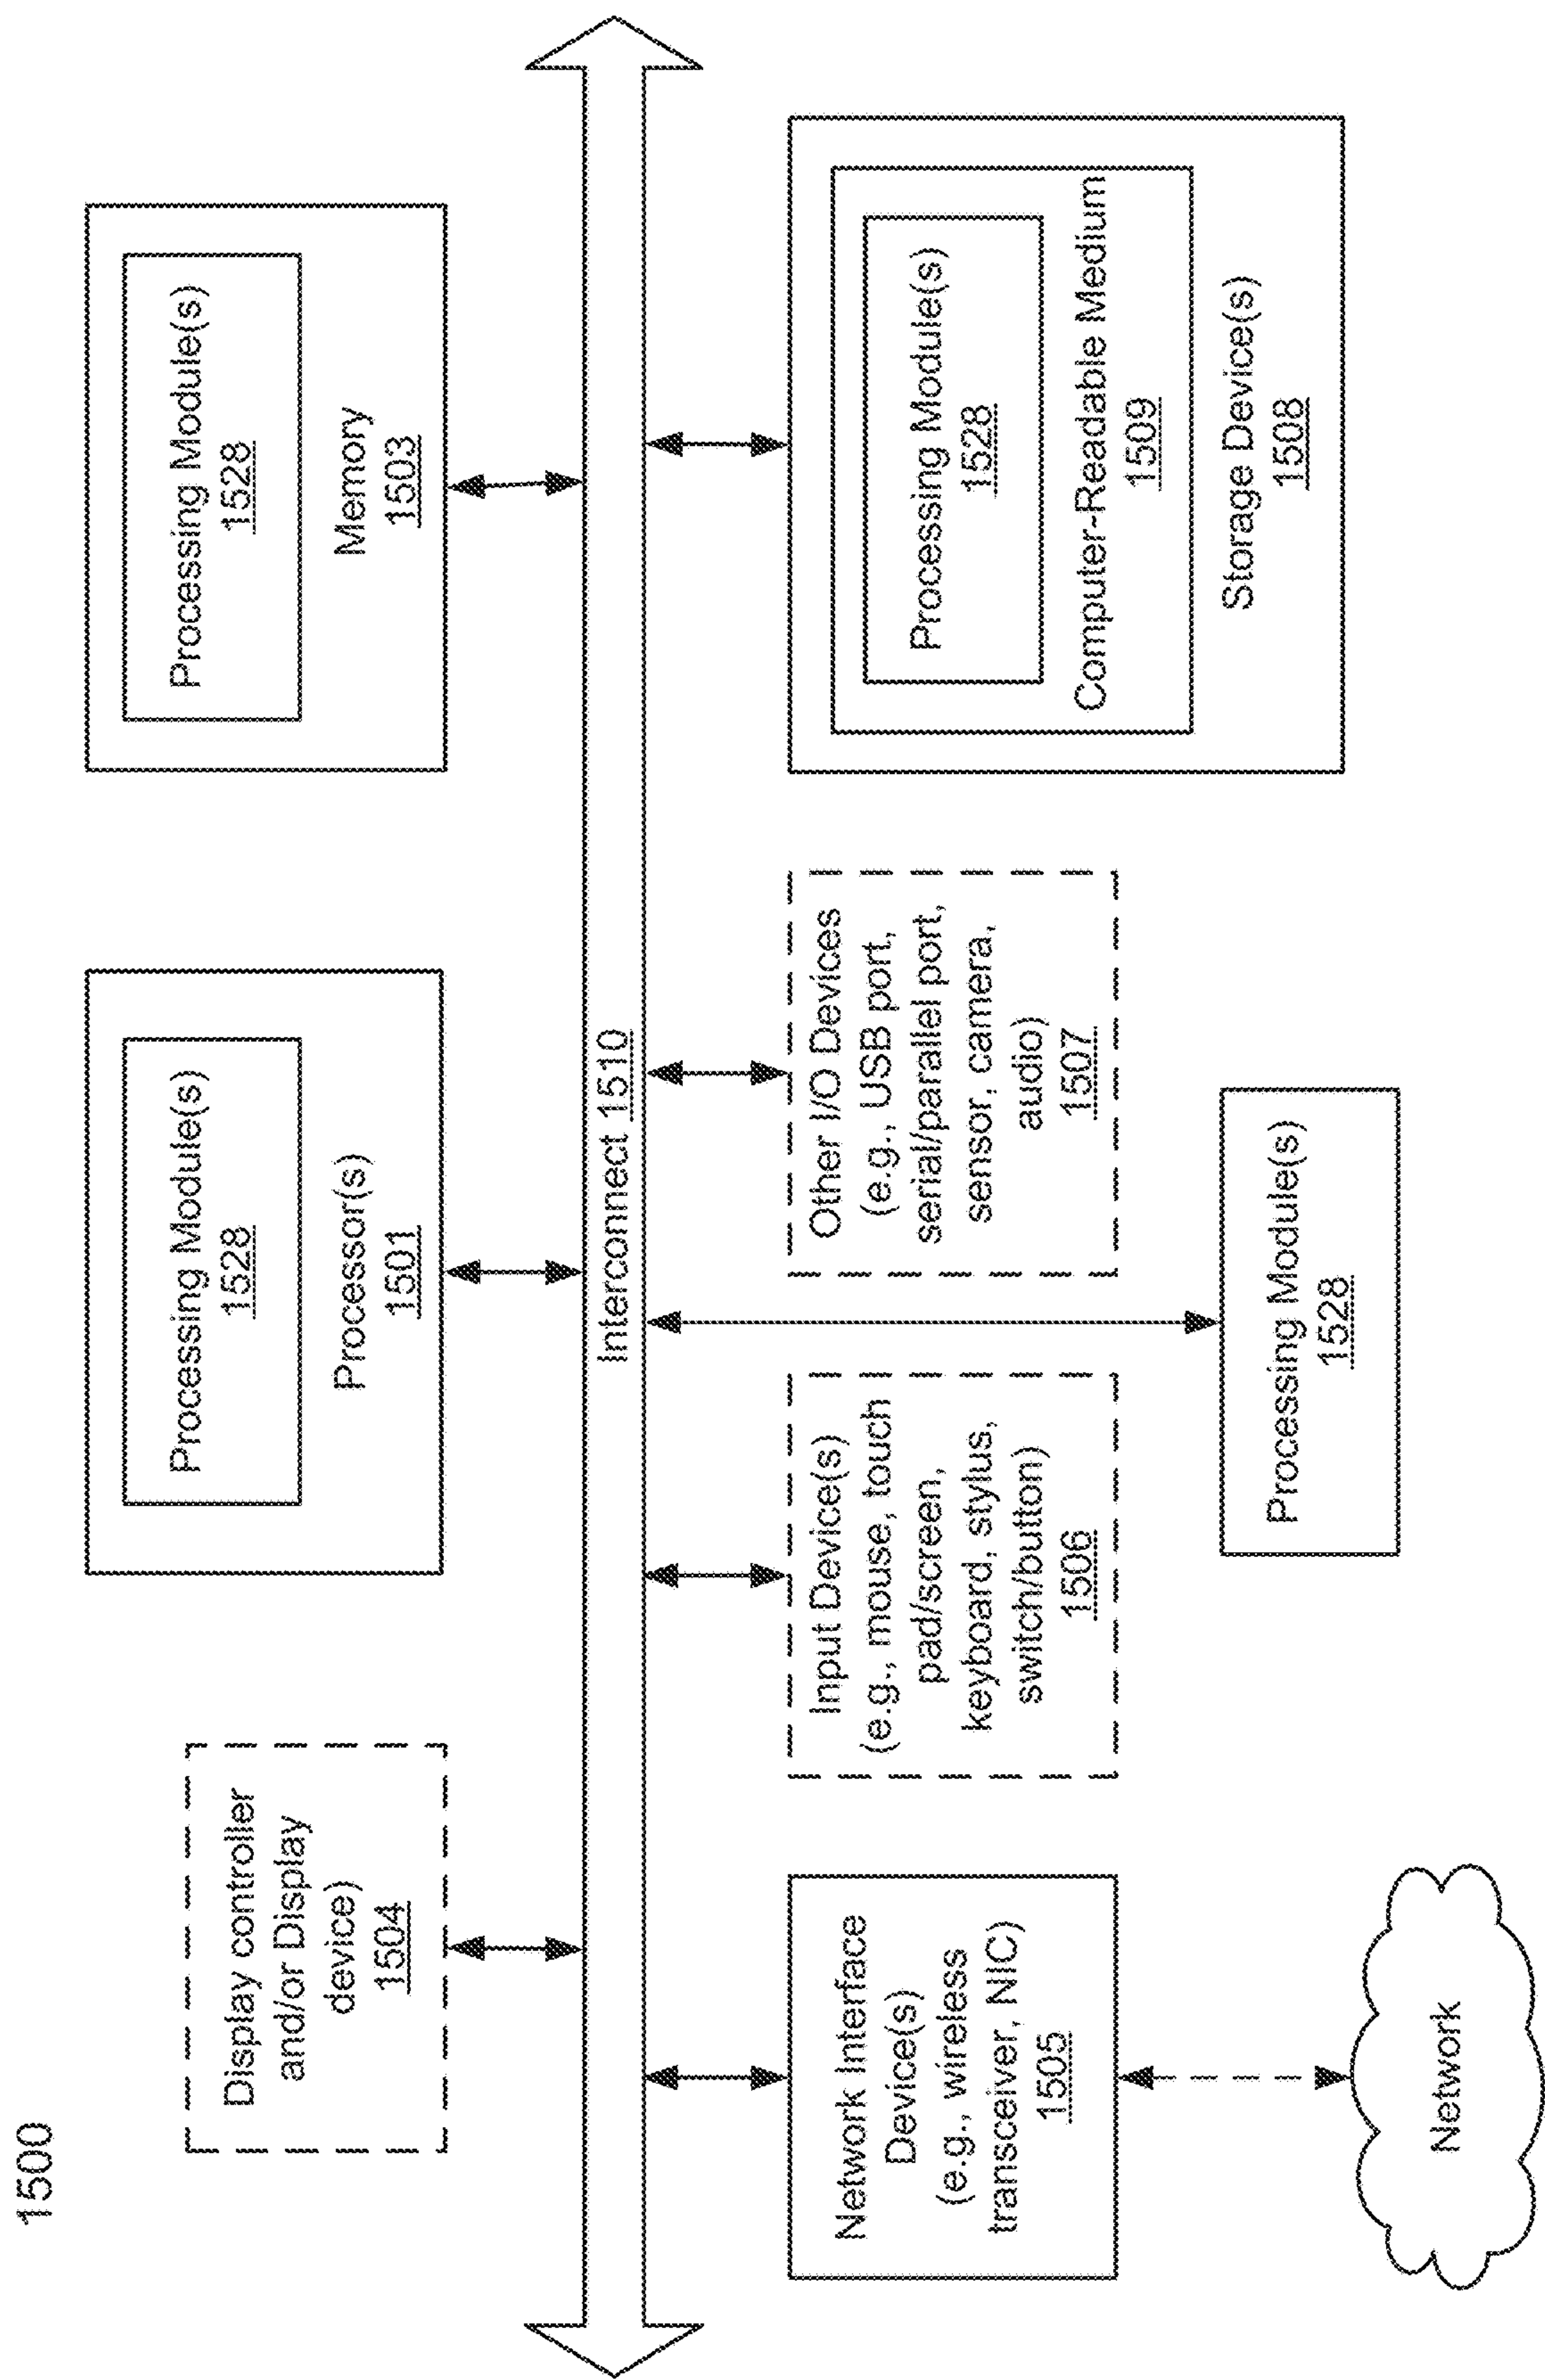 1500
Display controller
and/or Display
device)
1504
Processing Module(s)
1528
Processor(s)
1501
Processing Module(s)
1528
Memory
1503
Interconnect 1510
Network Interface
Device(s)
(e.g., wireless
transceiver, NIC)
1505
Input Device(s)
(e.g., mouse, touch
pad/screen,
keyboard, stylus,
switch/button)
1506
Other I/O Devices
(e.g., USB port,
serial/parallel port,
sensor, camera,
audio)
1507
Processing Module(s)
1528
Computer-Readable Medium
1509
Storage Device(s)
1508
Processing Module(s)
1528
Network